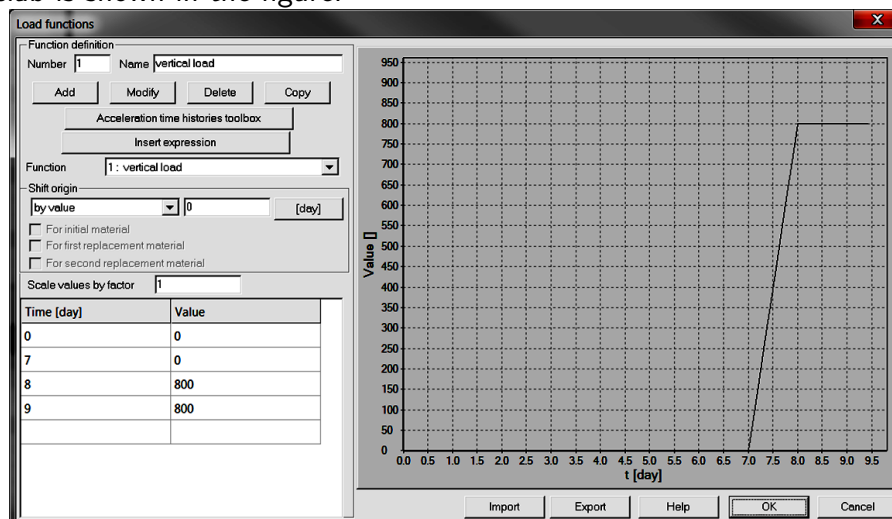 slab is shown in the figure.
Load functions
Function definition
Number 1 Name vertical load
Add Modify Delete Copy
Acceleration time histories toolbox
Insert expression
Function 1 : vertical load
Shift origin
by value 0 [day]
For initial material
For first replacement material
For second replacement material
Scale values by factor 1
Time [day] Value
0 0
7 0
8 800
9 800
Value []
950
900
850
800
750
700
650
600
550
500
450
400
350
300
250
200
150
100
50
0
0.0 0.5 1.0 1.5 2.0 2.5 3.0 3.5 4.0 4.5 5.0 5.5 6.0 6.5 7.0 7.5 8.0 8.5 9.0 9.5
t [day]
Import Export Help OK Cancel